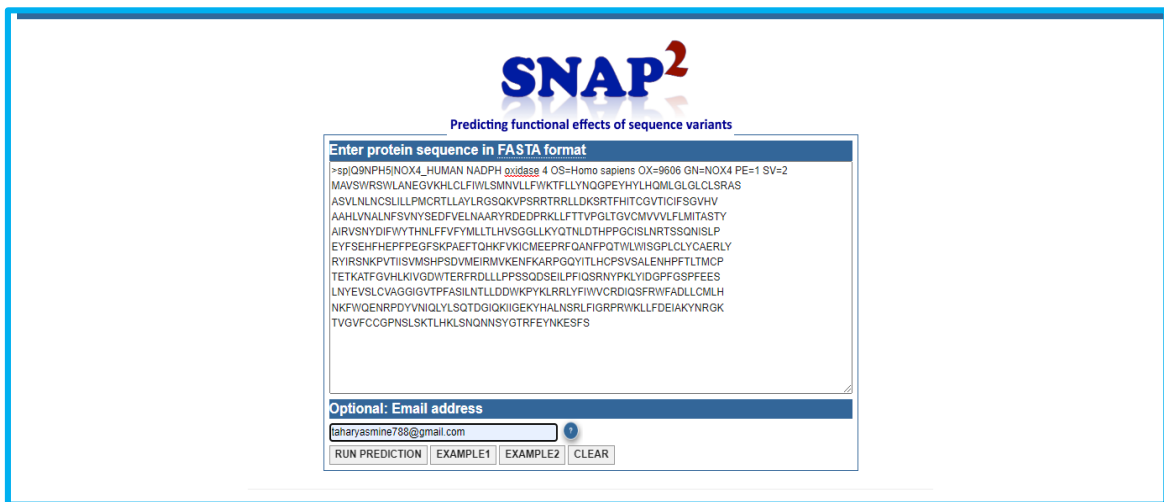 SNAP2
Predicting functional effects of sequence variants
Enter protein sequence in FASTA format
>sp|Q9NPH5|NOX4_HUMAN NADPH oxidase 4 OS=Homo sapiens OX=9606 GN=NOX4 PE=1 SV=2
MAVSWRSWLANEGVKHLCLFIWLSMNVLLFWKTFLLYNQGPEYHYLHQMLGLGLCLSRAS
ASVLNLNCSLILLPMCRTLLAYLRGSQKVPSRRTRRLLDKSRTFHITCGVTICIFSGVHV
AAHLVNALNFSVNYSEDFVELNAARYRDEDPRKLLFTTVPGLTGVCMVVVLFLMITASTY
AIRVSNYDIFWYTHNLFFVFYMLLTLHVSGGLLKYQTNLDTHPPGCISLNRTSSQNISLP
EYFSEHFHEPFPEGFSKPAEFTQHKFVKICMEEPRFQANFPQTWLWISGPLCLYCAERLY
RYIRSNKPVTIISVMSHPSDVMEIRMVKENFKARPGQYITLHCPSVSALENHPFTLTMCP
TETKATFGVHLKIVGDWTERFRDLLLPPSSQDSEILPFIQSRNYPKLYIDGPFGSPFEES
LNYEVSLCVAGGIGVTPFASILNTLLDDWKPYKLRRLYFIWVCRDIQSFRWFADLLCMLH
NKFWQENRPDYVNIQLYLSQTDGIQKIIGEKYHALNSRLFIGRPRWKLLFDEIAKYNRGK
TVGVFCCGPNSLSKTLHKLSNQNNSYGTRFEYNKESFS
Optional: Email address
taharyasmine788@gmail.com ?
RUN PREDICTION EXAMPLE1 EXAMPLE2 CLEAR